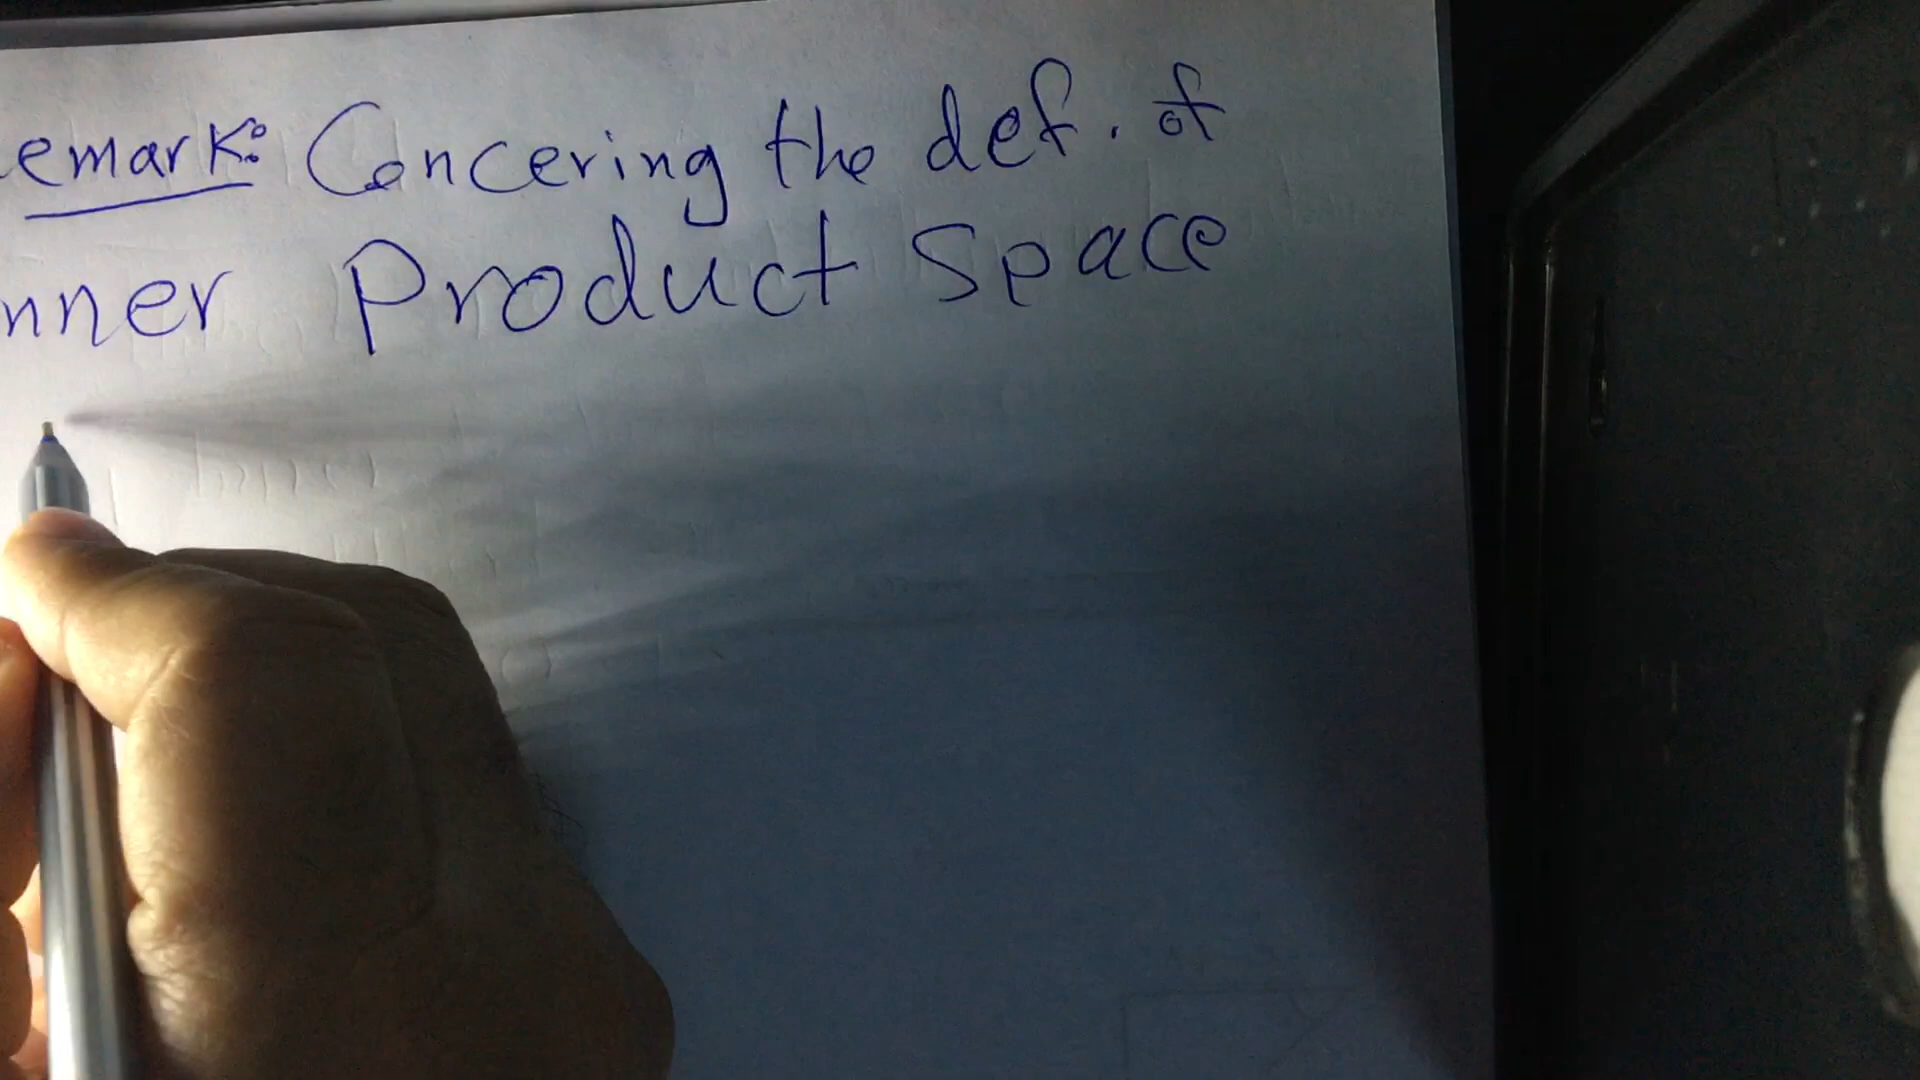 emark: Concering the def. of
nner Product Space